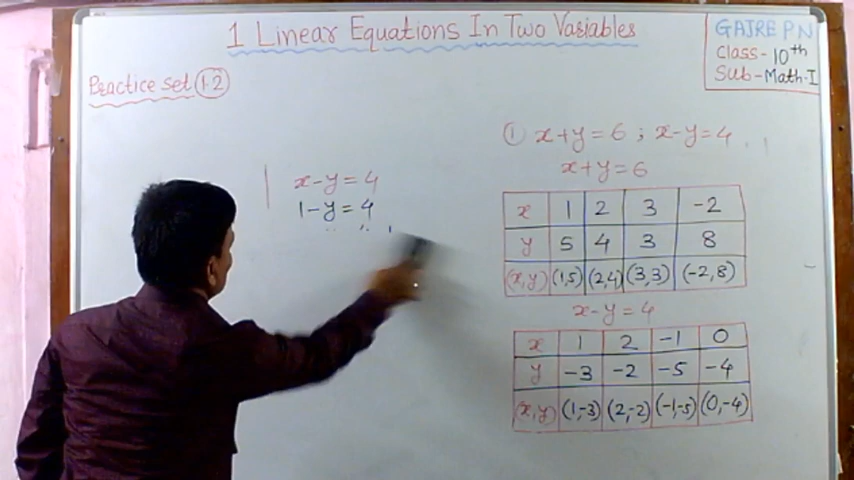 1 Linear Equations In Two Variables
GAJRE P N
Class - 10th
Sub - Math - I
Practice set 1.2
① x+y=6 ; x-y=4
x+y=6
x 1 2 3 -2
y 5 4 3 8
(x,y) (1,5) (2,4) (3,3) (-2,8)
x-y=4
x 1 2 -1 0
y -3 -2 -5 -4
(x,y) (1,-3) (2,-2) (-1,-5) (0,-4)
x-y=4
1-y=4